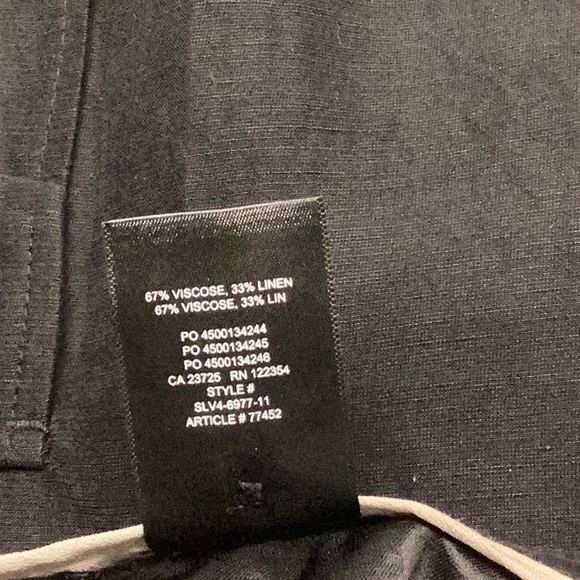 67% VISCOSE, 33% LINEN
67% VISCOSE, 33% LIN
PO 4500134244
PO 4500134245
PO 4500134246
CA 23725 RN 122354
STYLE #
SLV4-6977-11
ARTICLE # 77452